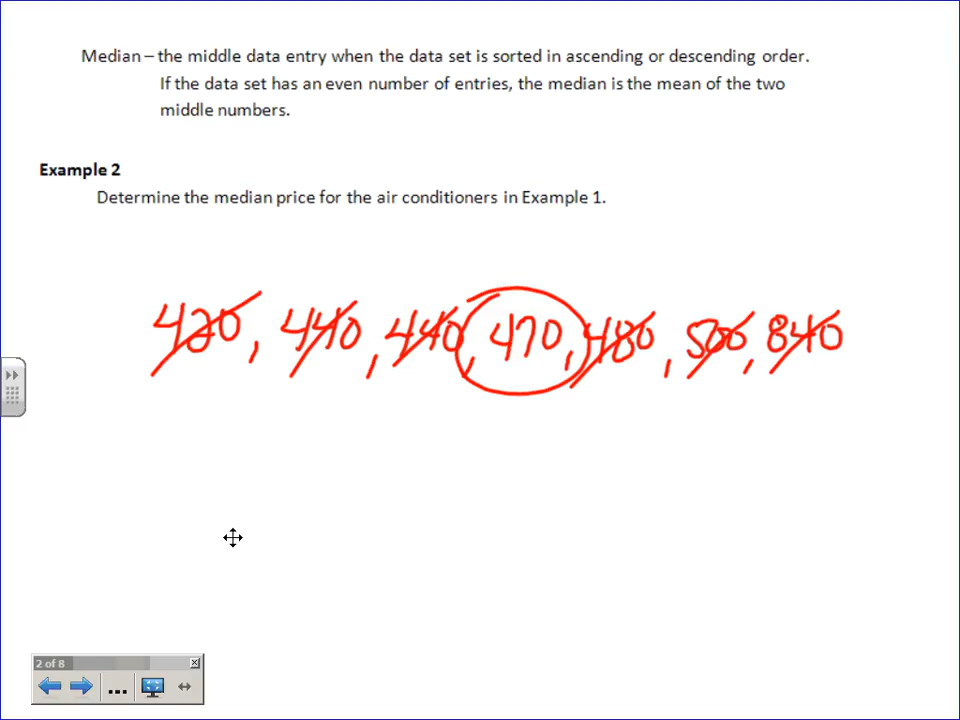 Median – the middle data entry when the data set is sorted in ascending or descending order.
If the data set has an even number of entries, the median is the mean of the two
middle numbers.
Example 2
Determine the median price for the air conditioners in Example 1.
420, 440, 440, 470, 480, 500, 840
2 of 8
...